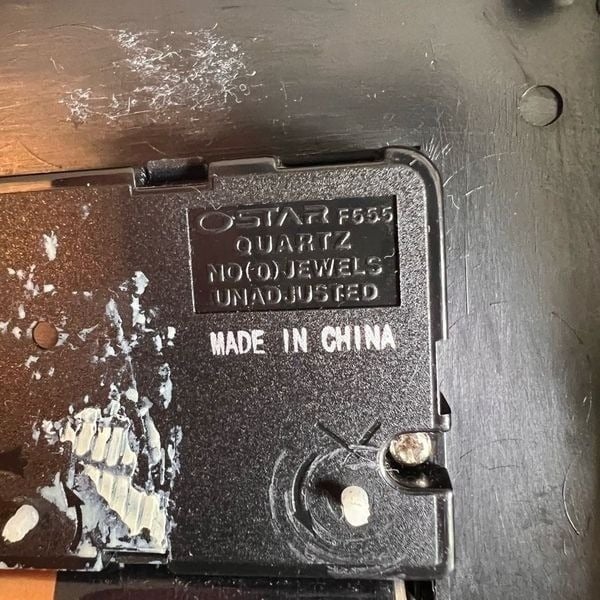 OSTAR F555
QUARTZ
NO(0)JEWELS
UNADJUSTED
MADE IN CHINA